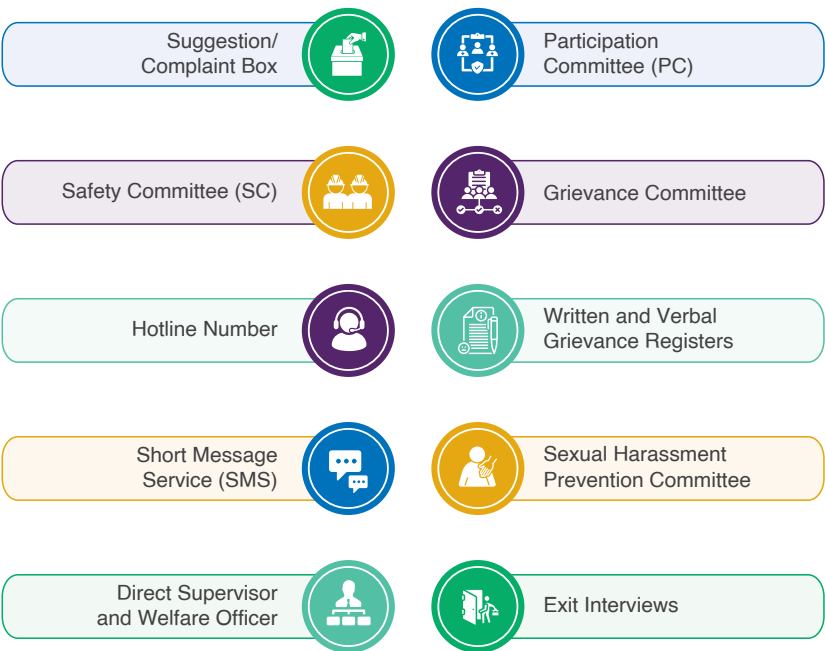 Suggestion/
Complaint Box
Participation
Committee (PC)
Safety Committee (SC)
Grievance Committee
Hotline Number
Written and Verbal
Grievance Registers
Short Message
Service (SMS)
Sexual Harassment
Prevention Committee
Direct Supervisor
and Welfare Officer
Exit Interviews